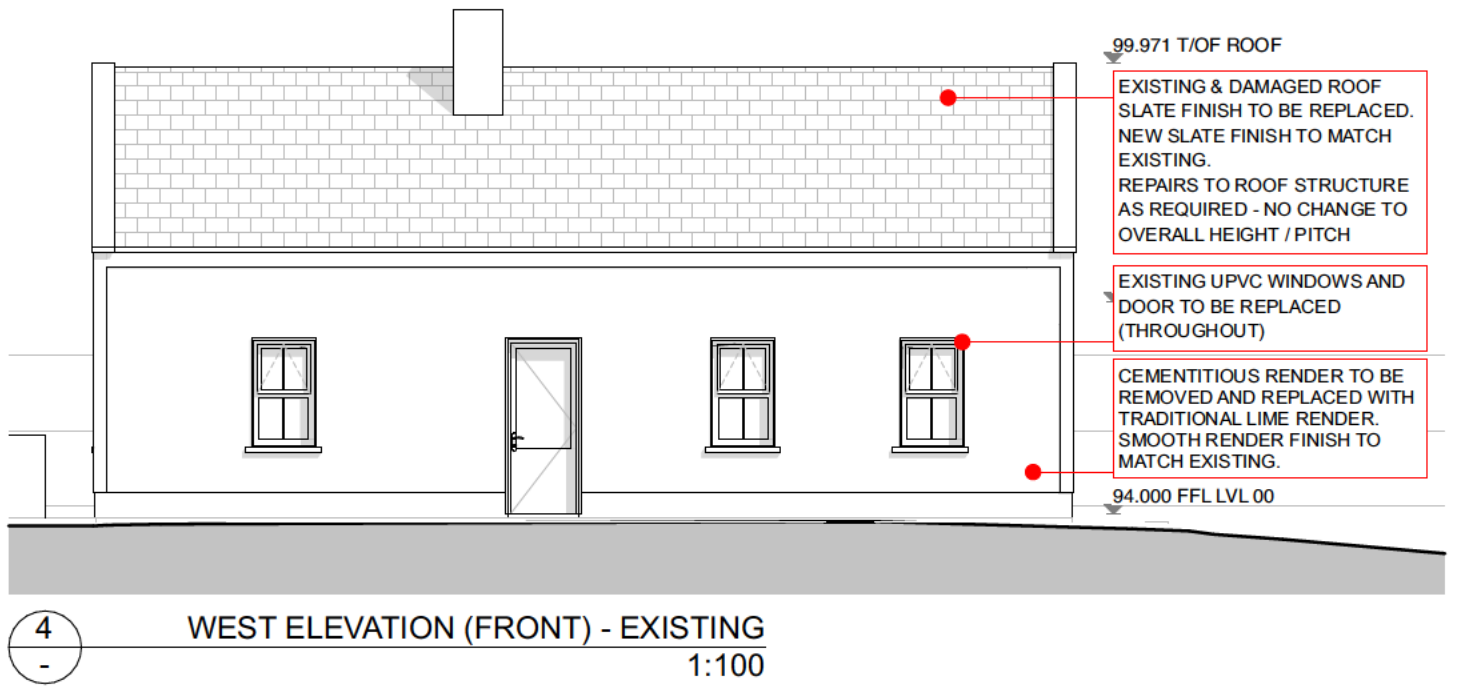 99.971 T/OF ROOF
EXISTING & DAMAGED ROOF
SLATE FINISH TO BE REPLACED.
NEW SLATE FINISH TO MATCH
EXISTING.
REPAIRS TO ROOF STRUCTURE
AS REQUIRED - NO CHANGE TO
OVERALL HEIGHT / PITCH
EXISTING UPVC WINDOWS AND
DOOR TO BE REPLACED
(THROUGHOUT)
CEMENTITIOUS RENDER TO BE
REMOVED AND REPLACED WITH
TRADITIONAL LIME RENDER.
SMOOTH RENDER FINISH TO
MATCH EXISTING.
94.000 FFL LVL 00
4
-
WEST ELEVATION (FRONT) - EXISTING
1:100